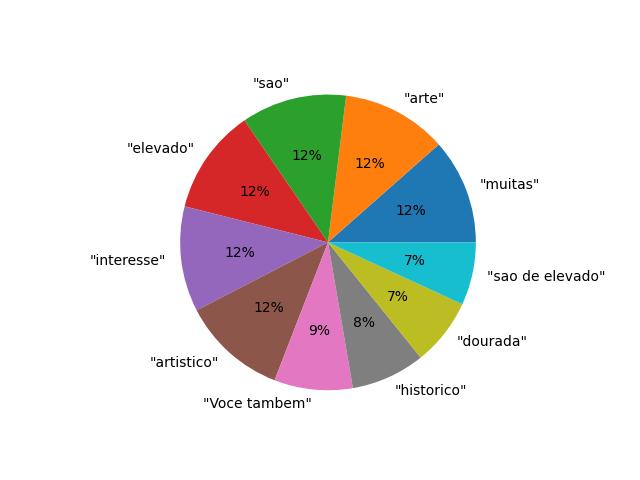 "sao"
"arte"
"elevado"
"muitas"
"interesse"
"sao de elevado"
"artistico"
"dourada"
"Voce tambem"
"historico"
12%
12%
12%
12%
12%
12%
9%
8%
7%
7%